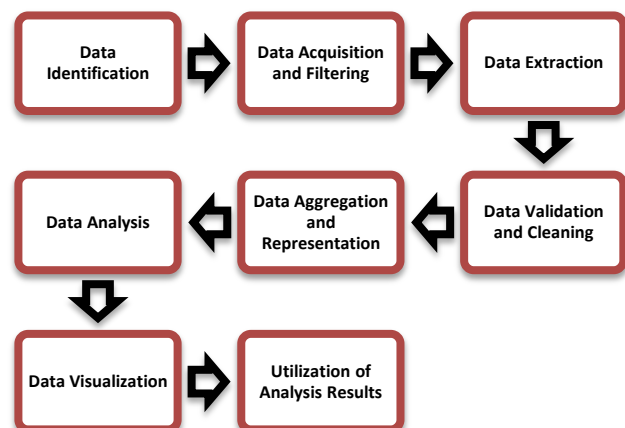 Data
Identification
Data Acquisition
and Filtering
Data Extraction
Data Validation
and Cleaning
Data Aggregation
and
Representation
Data Analysis
Data Visualization
Utilization of
Analysis Results